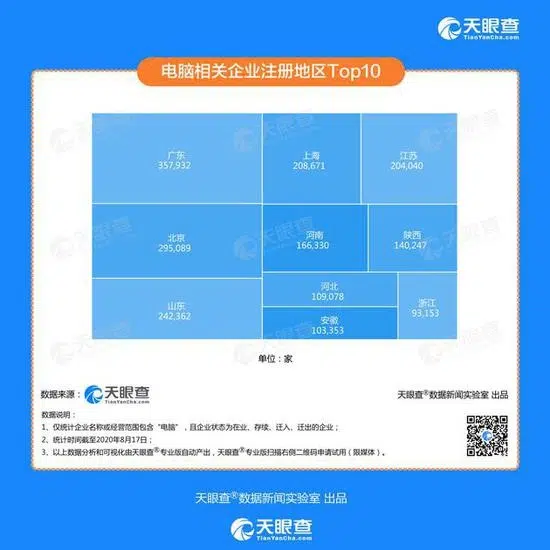 天眼查
TianYanCha.com
电脑相关企业注册地区Top10
广东
357,932
上海
208,671
江苏
204,040
北京
295,089
河南
166,330
陕西
140,247
山东
242,362
河北
109,078
安徽
103,353
浙江
93,153
单位：家
数据来源：
天眼查
TianYanCha.com
天眼查®数据新闻实验室 出品
数据说明：
1、仅统计企业名称或经营范围包含“电脑”，且企业状态为在业、存续、迁入、迁出的企业；
2、统计时间截至2020年8月17日；
3、以上数据分析和可视化由天眼查®专业版自动产出，天眼查®专业版扫描右侧二维码申请试用（限媒体）。
天眼查®数据新闻实验室 出品
天眼查
TianYanCha.com